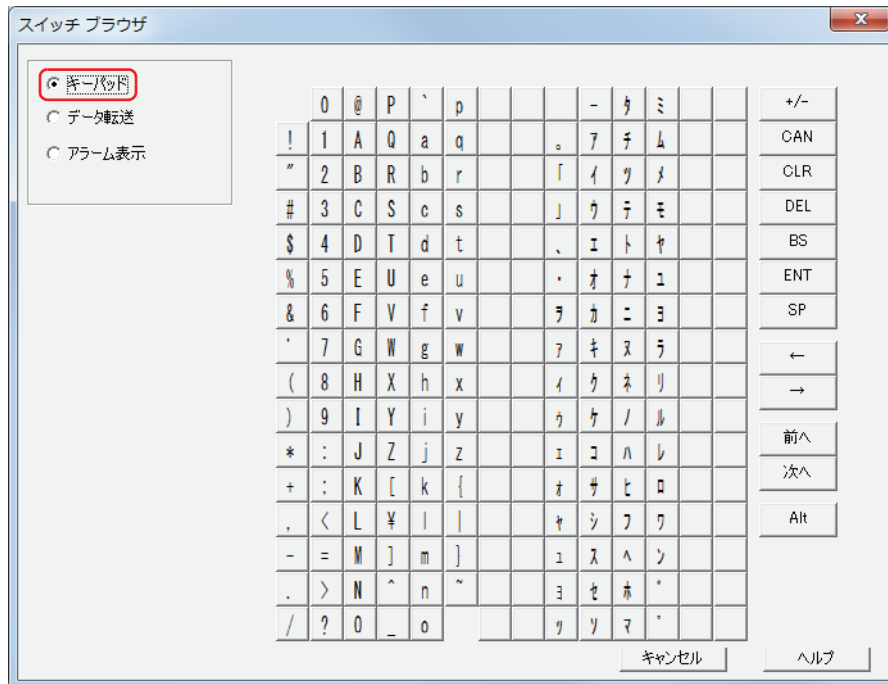 スイッチ ブラウザ
キーパッド
データ転送
アラーム表示
0 @ P ` p - タ ミ +/-
! 1 A Q a q 。 ア チ ム CAN
" 2 B R b r 「 イ ツ メ CLR
# 3 C S c s 」 ウ テ モ DEL
$ 4 D T d t 、 エ ト ヤ BS
% 5 E U e u ・ オ ナ ユ ENT
& 6 F V f v ヲ カ ニ ヨ SP
' 7 G W g w ァ キ ヌ ラ ←
( 8 H X h x ィ ク ネ リ →
) 9 I Y i y ゥ ケ ノ ル 前へ
* : J Z j z ェ コ ハ レ 次へ
+ ; K [ k { ォ サ ヒ ロ
, < L ¥ l | ャ シ フ ワ Alt
- = M ] m } ュ ス ヘ ン
. > N ^ n ~ ョ セ ホ ゛
/ ? O _ o ッ ソ マ ゜
キャンセル ヘルプ